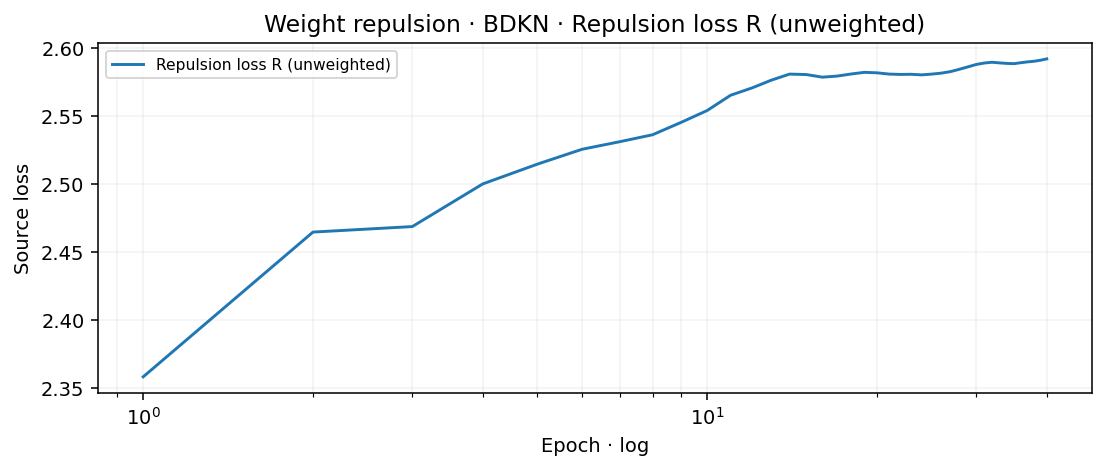 Weight repulsion · BDKN · Repulsion loss R (unweighted)
Repulsion loss R (unweighted)
Source loss
2.60
2.55
2.50
2.45
2.40
2.35
10⁰
10¹
Epoch · log